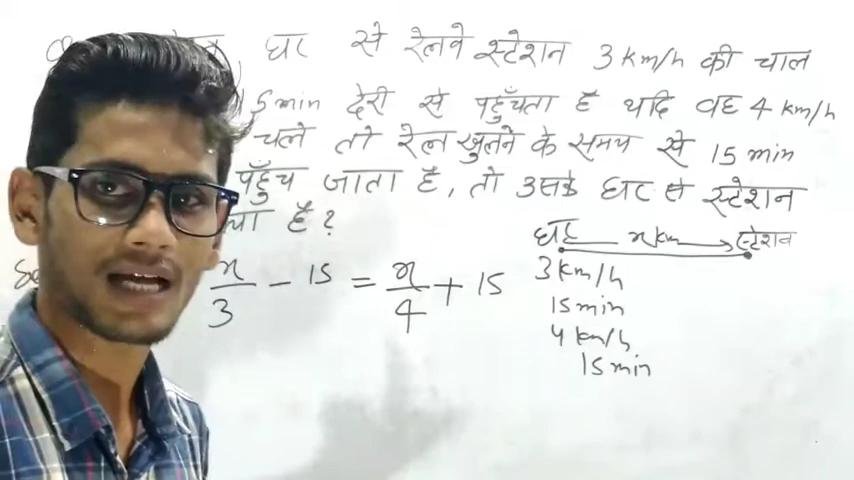 घर से रेलवे स्टेशन 3 km/h की चाल
15 min देरी से पहुँचता है यदि वह 4 km/h
चले तो रेल खुलने के समय से 15 min
पहुँच जाता है, तो उसके घर से स्टेशन
क्या है?
घर x km स्टेशन
x/3 - 15 = x/4 + 15
3 km/h
15 min
4 km/h
15 min